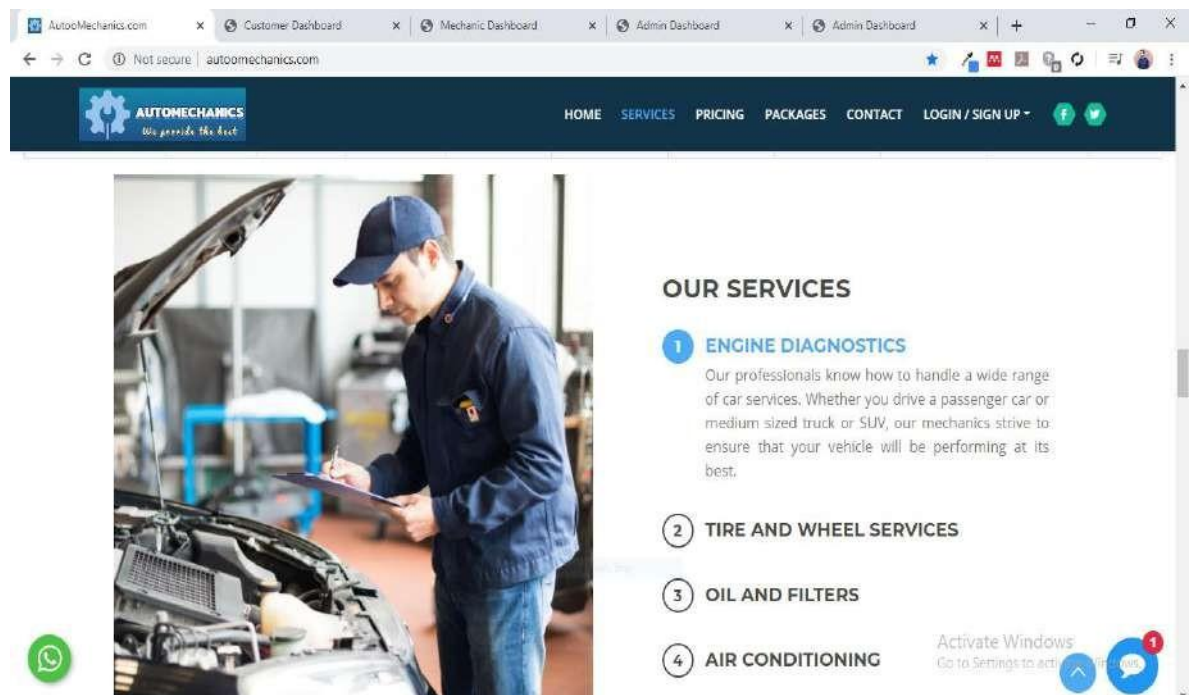 AutooMechanics.com
Customer Dashboard
Mechanic Dashboard
Admin Dashboard
Admin Dashboard
Not secure | autoomechanics.com
AUTOMECHANICS
We provide the best
HOME SERVICES PRICING PACKAGES CONTACT LOGIN / SIGN UP
OUR SERVICES
1 ENGINE DIAGNOSTICS
Our professionals know how to handle a wide range
of car services. Whether you drive a passenger car or
medium sized truck or SUV, our mechanics strive to
ensure that your vehicle will be performing at its
best.
2 TIRE AND WHEEL SERVICES
3 OIL AND FILTERS
4 AIR CONDITIONING
Activate Windows
Go to Settings to
1